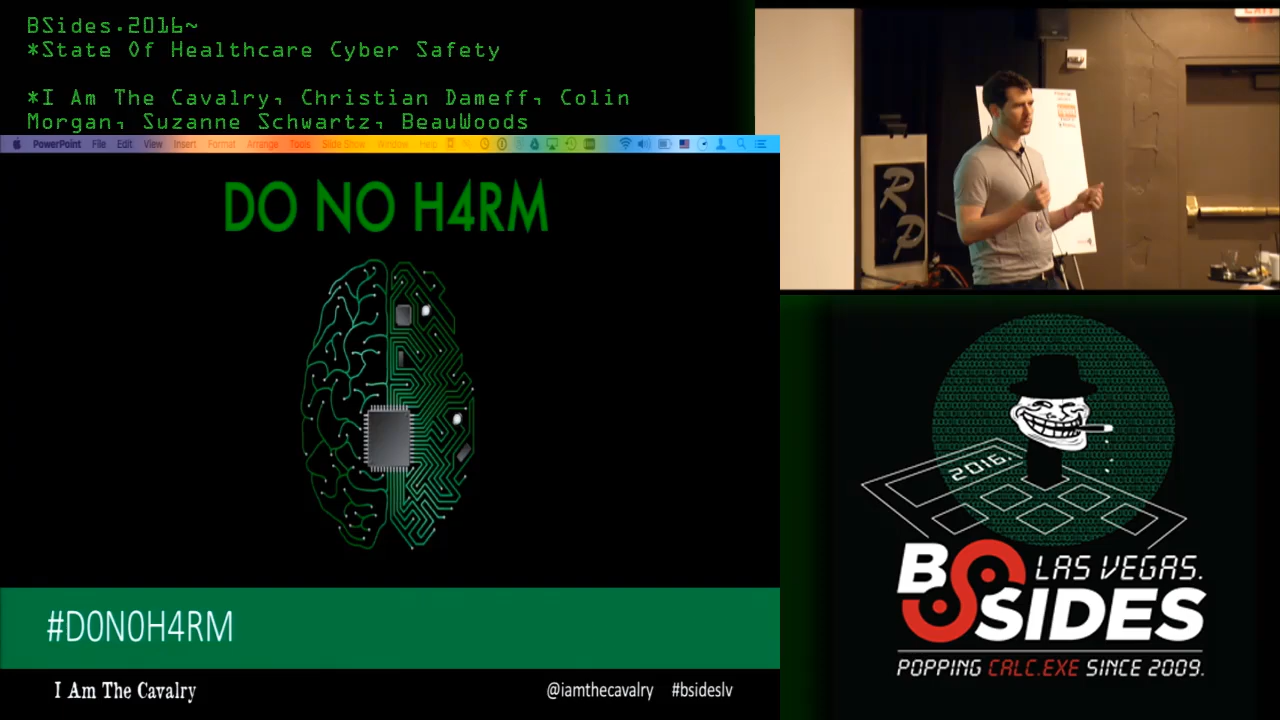 BSides.2016~
*State Of Healthcare Cyber Safety
*I Am The Cavalry, Christian Dameff, Colin
Morgan, Suzanne Schwartz, BeauWoods
EXIT
PowerPoint File Edit View Insert Format Arrange Tools Slide Show Window Help
DO NO H4RM
RP
2016.
BSIDES
LAS VEGAS.
POPPING CALC.EXE SINCE 2009.
#D0N0H4RM
I Am The Cavalry
@iamthecavalry #bsideslv